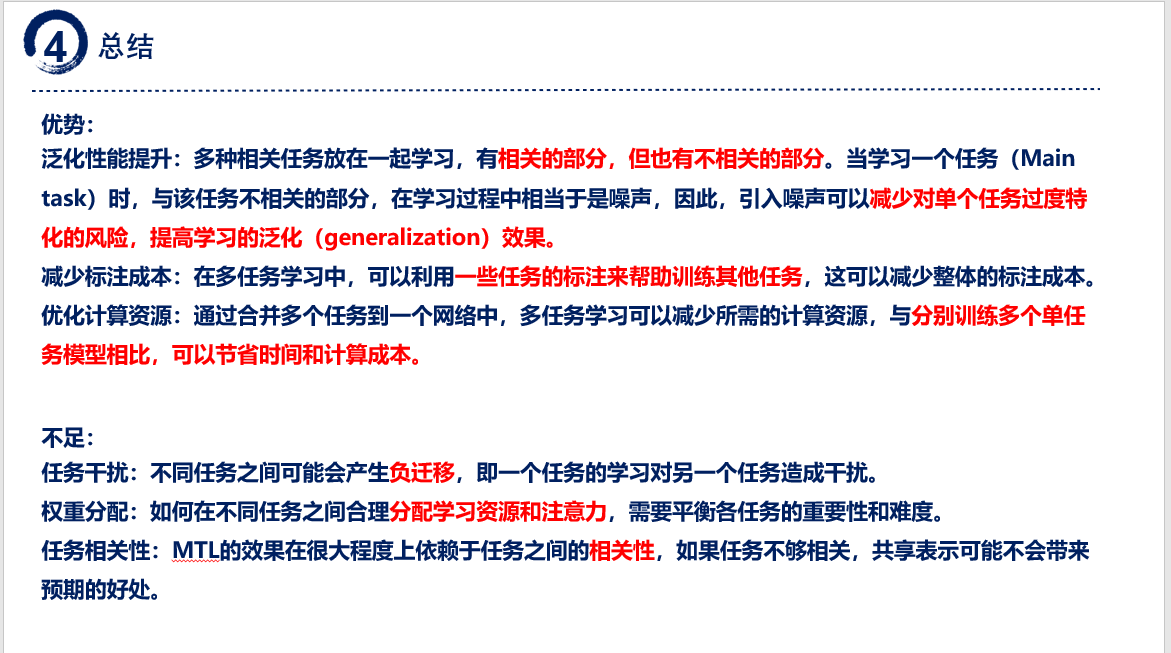 4 总结
优势：
泛化性能提升：多种相关任务放在一起学习，有相关的部分，但也有不相关的部分。当学习一个任务（Main
task）时，与该任务不相关的部分，在学习过程中相当于是噪声，因此，引入噪声可以减少对单个任务过度特
化的风险，提高学习的泛化（generalization）效果。
减少标注成本：在多任务学习中，可以利用一些任务的标注来帮助训练其他任务，这可以减少整体的标注成本。
优化计算资源：通过合并多个任务到一个网络中，多任务学习可以减少所需的计算资源，与分别训练多个单任
务模型相比，可以节省时间和计算成本。
不足：
任务干扰：不同任务之间可能会产生负迁移，即一个任务的学习对另一个任务造成干扰。
权重分配：如何在不同任务之间合理分配学习资源和注意力，需要平衡各任务的重要性和难度。
任务相关性：MTL的效果在很大程度上依赖于任务之间的相关性，如果任务不够相关，共享表示可能不会带来
预期的好处。